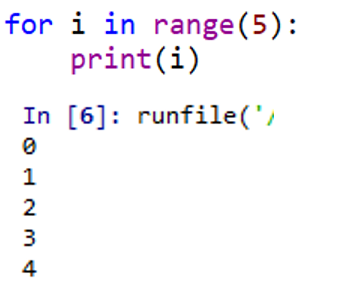 for i in range(5):
    print(i)
In [6]: runfile('/
0
1
2
3
4